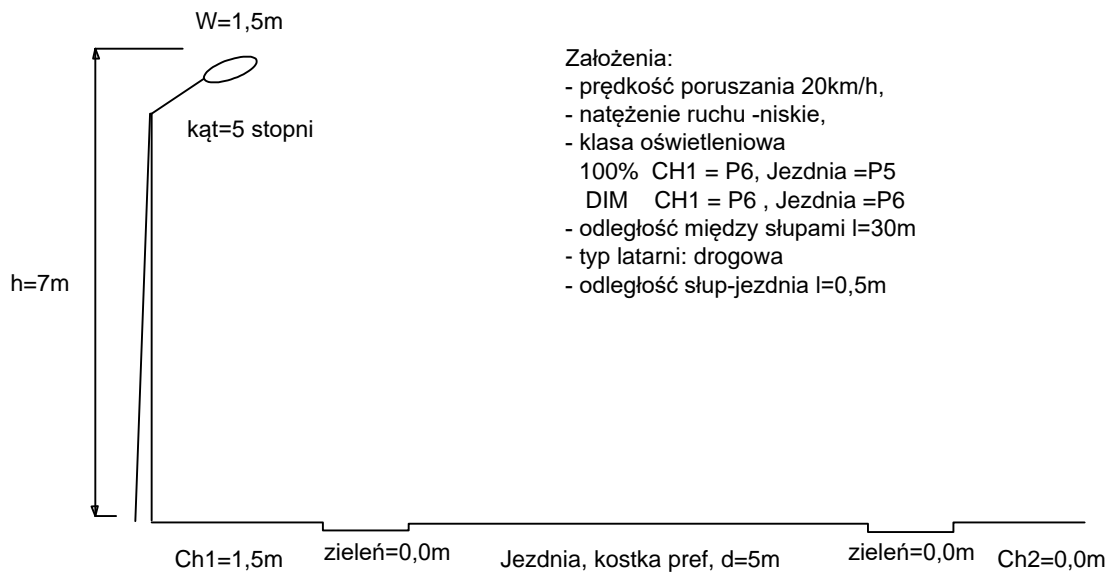 W=1,5m
kąt=5 stopni
h=7m
Założenia:
- prędkość poruszania 20km/h,
- natężenie ruchu -niskie,
- klasa oświetleniowa
100% CH1 = P6, Jezdnia =P5
DIM CH1 = P6 , Jezdnia =P6
- odległość między słupami l=30m
- typ latarni: drogowa
- odległość słup-jezdnia l=0,5m
Ch1=1,5m
zieleń=0,0m
Jezdnia, kostka pref, d=5m
zieleń=0,0m
Ch2=0,0m